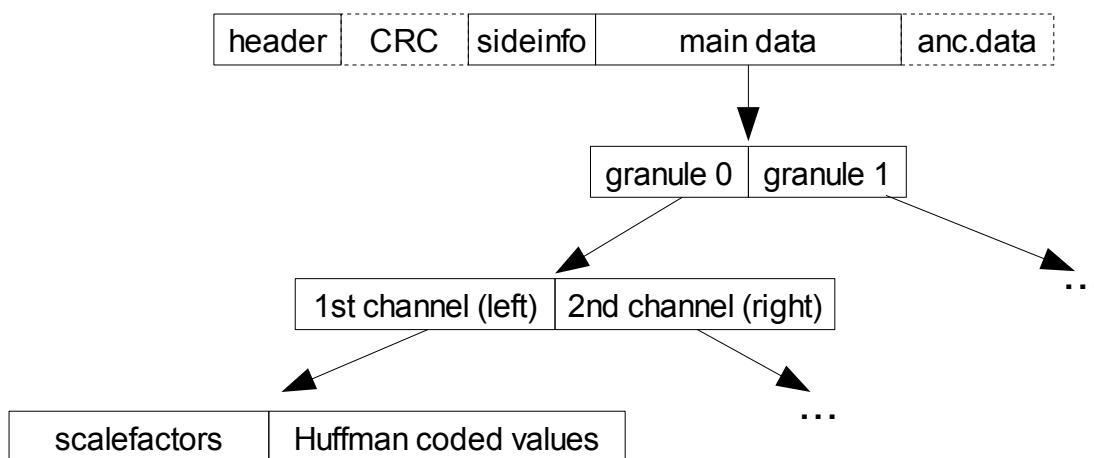 header CRC sideinfo main data anc.data
granule 0 granule 1
..
1st channel (left) 2nd channel (right)
...
scalefactors Huffman coded values